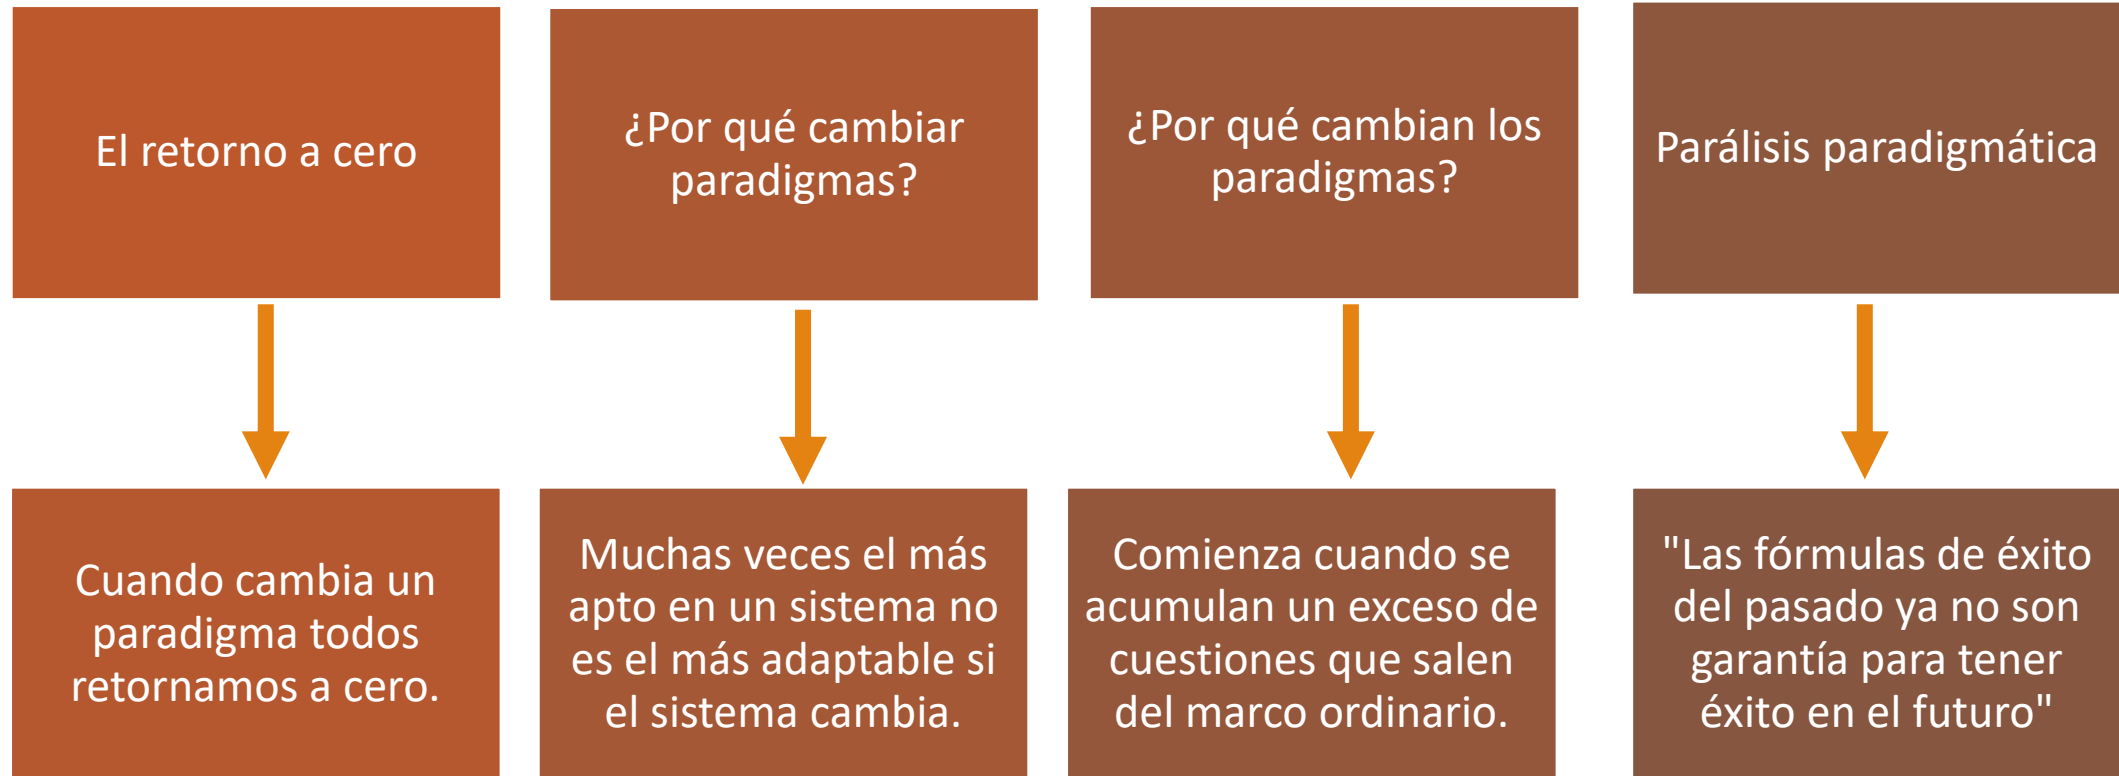 El retorno a cero
¿Por qué cambiar
paradigmas?
¿Por qué cambian los
paradigmas?
Parálisis paradigmática
Cuando cambia un
paradigma todos
retornamos a cero.
Muchas veces el más
apto en un sistema no
es el más adaptable si
el sistema cambia.
Comienza cuando se
acumulan un exceso de
cuestiones que salen
del marco ordinario.
"Las fórmulas de éxito
del pasado ya no son
garantía para tener
éxito en el futuro"